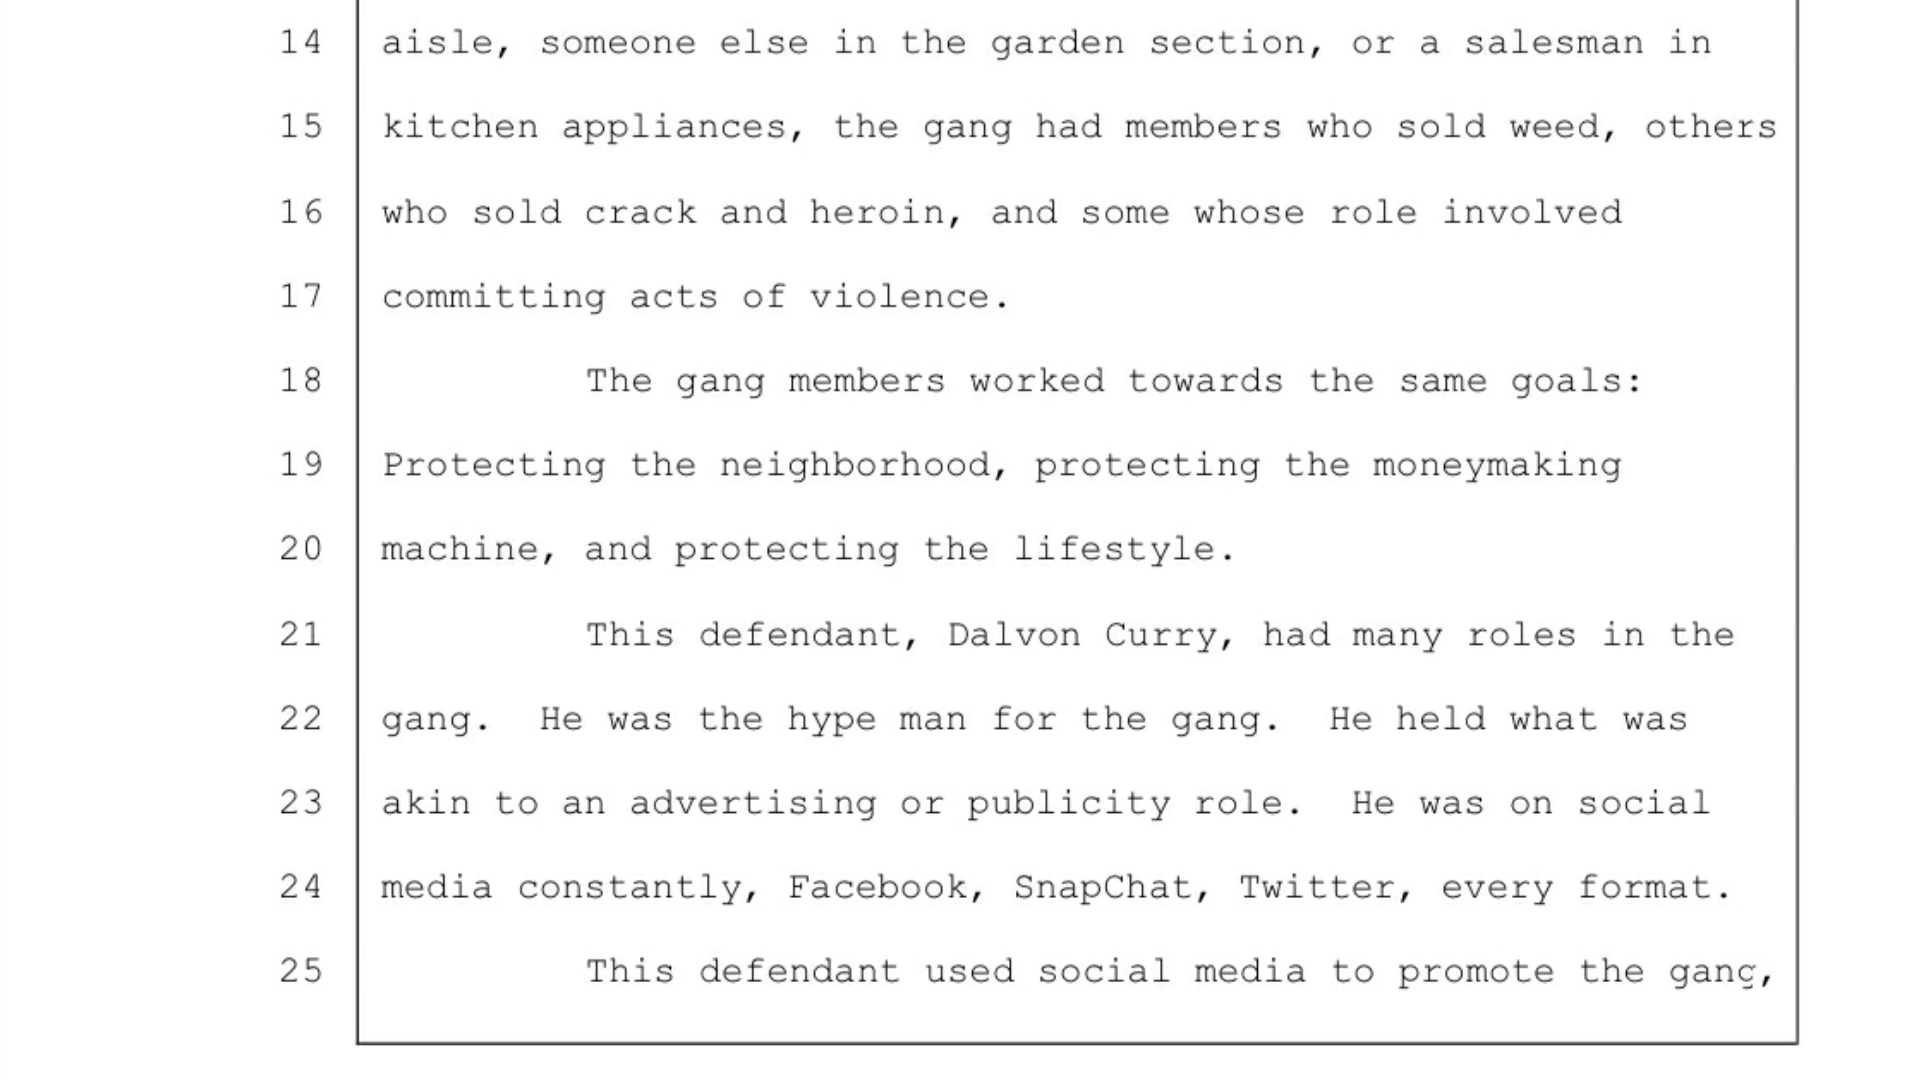 14 aisle, someone else in the garden section, or a salesman in
15 kitchen appliances, the gang had members who sold weed, others
16 who sold crack and heroin, and some whose role involved
17 committing acts of violence.
18 The gang members worked towards the same goals:
19 Protecting the neighborhood, protecting the moneymaking
20 machine, and protecting the lifestyle.
21 This defendant, Dalvon Curry, had many roles in the
22 gang.  He was the hype man for the gang.  He held what was
23 akin to an advertising or publicity role.  He was on social
24 media constantly, Facebook, SnapChat, Twitter, every format.
25 This defendant used social media to promote the gang,